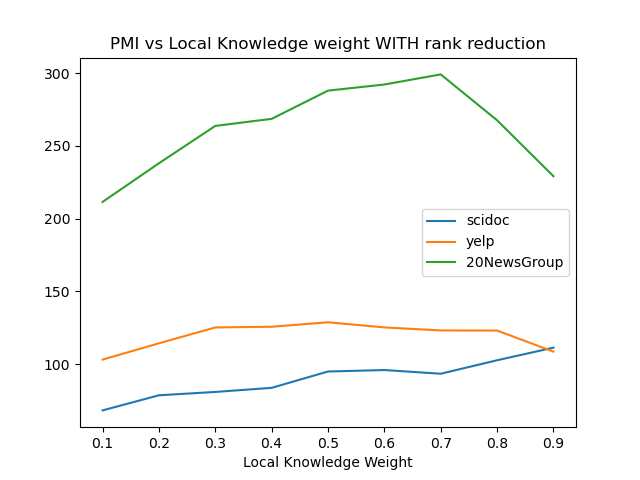 PMI vs Local Knowledge weight WITH rank reduction
300
250
200
150
100
scidoc
yelp
20NewsGroup
0.1 0.2 0.3 0.4 0.5 0.6 0.7 0.8 0.9
Local Knowledge Weight